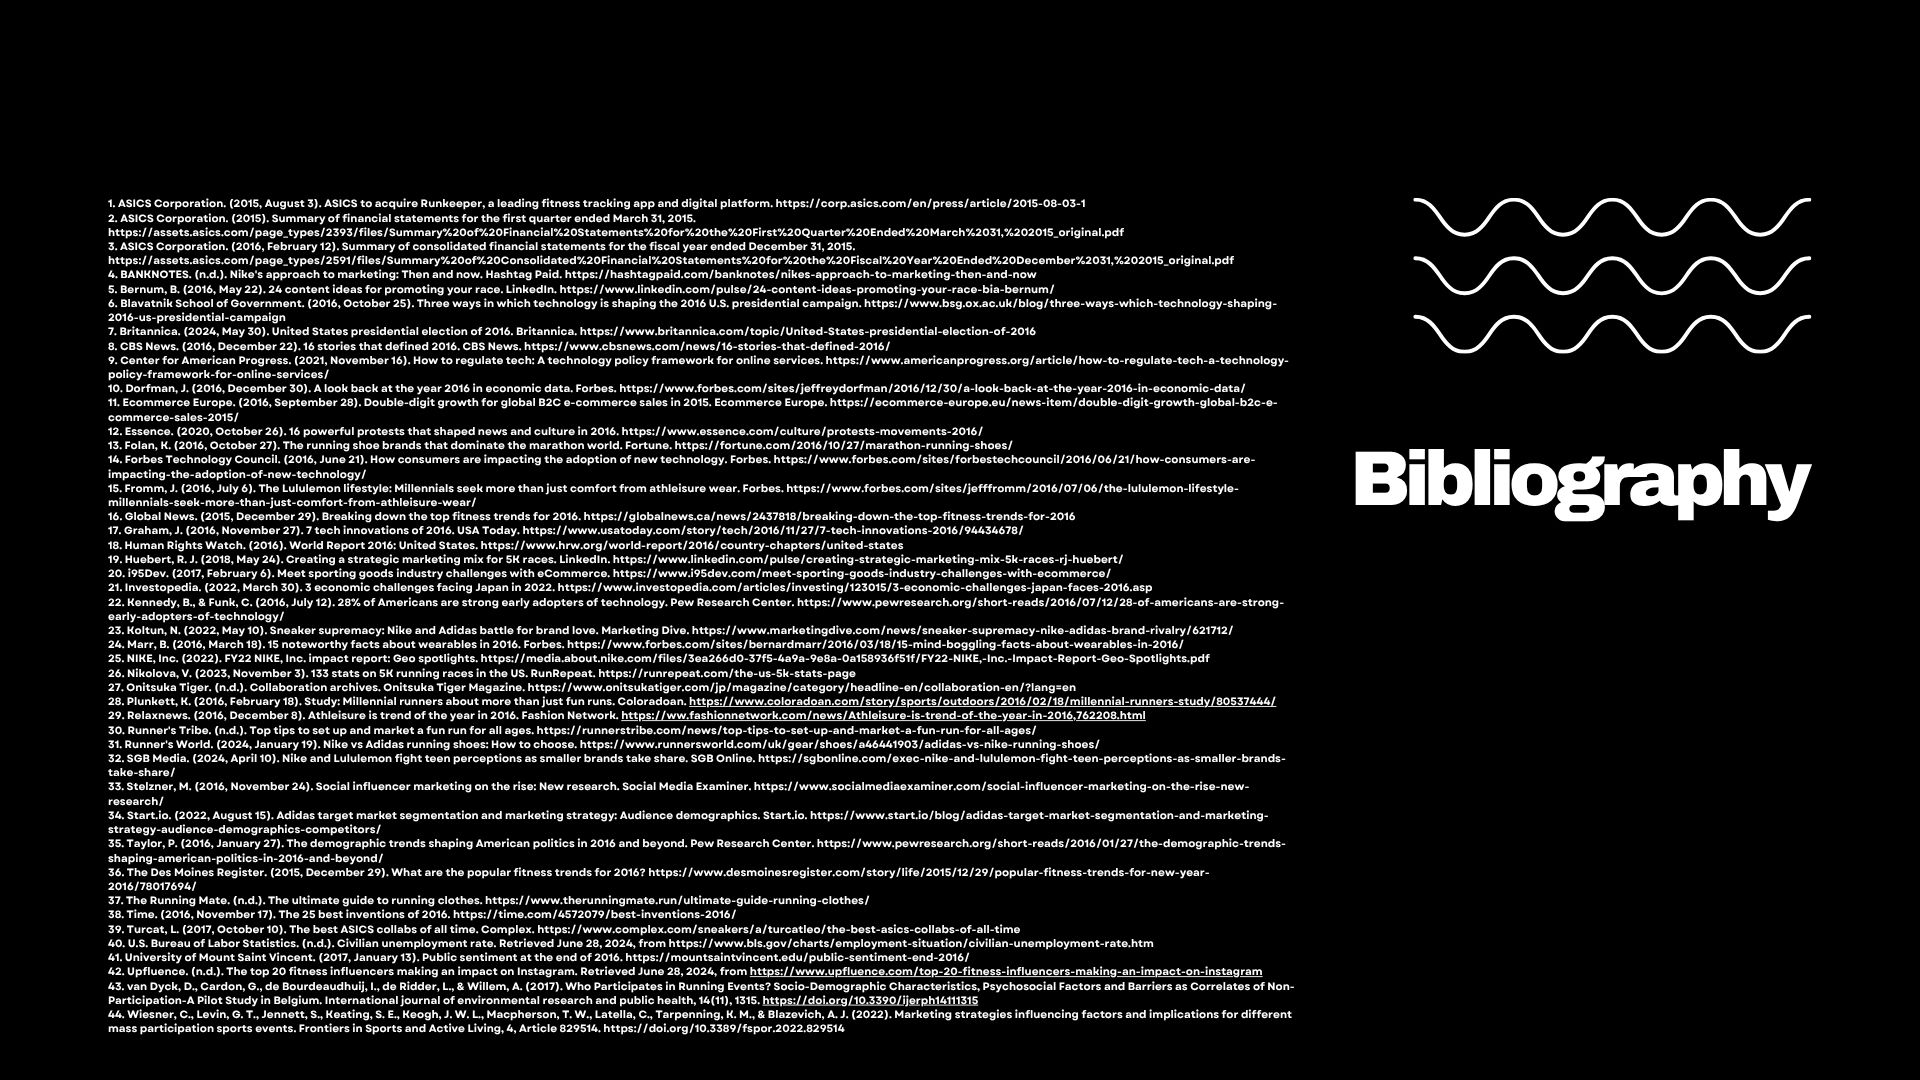 1. ASICS Corporation. (2015, August 3). ASICS to acquire Runkeeper, a leading fitness tracking app and digital platform. https://corp.asics.com/en/press/article/2015-08-03-1
2. ASICS Corporation. (2015). Summary of financial statements for the first quarter ended March 31, 2015.
https://assets.asics.com/page_types/2393/files/Summary%20of%20Financial%20Statements%20for%20the%20First%20Quarter%20Ended%20March%2031,%202015_original.pdf
3. ASICS Corporation. (2016, February 12). Summary of consolidated financial statements for the fiscal year ended December 31, 2015.
https://assets.asics.com/page_types/2591/files/Summary%20of%20Consolidated%20Financial%20Statements%20for%20the%20Fiscal%20Year%20Ended%20December%2031,%202015_original.pdf
4. BANKNOTES. (n.d.). Nike's approach to marketing: Then and now. Hashtag Paid. https://hashtagpaid.com/banknotes/nikes-approach-to-marketing-then-and-now
5. Bernum, B. (2016, May 22). 24 content ideas for promoting your race. LinkedIn. https://www.linkedin.com/pulse/24-content-ideas-promoting-your-race-bia-bernum/
6. Blavatnik School of Government. (2016, October 25). Three ways in which technology is shaping the 2016 U.S. presidential campaign. https://www.bsg.ox.ac.uk/blog/three-ways-which-technology-shaping-
2016-us-presidential-campaign
7. Britannica. (2024, May 30). United States presidential election of 2016. Britannica. https://www.britannica.com/topic/United-States-presidential-election-of-2016
8. CBS News. (2016, December 22). 16 stories that defined 2016. CBS News. https://www.cbsnews.com/news/16-stories-that-defined-2016/
9. Center for American Progress. (2021, November 16). How to regulate tech: A technology policy framework for online services. https://www.americanprogress.org/article/how-to-regulate-tech-a-technology-
policy-framework-for-online-services/
10. Dorfman, J. (2016, December 30). A look back at the year 2016 in economic data. Forbes. https://www.forbes.com/sites/jeffreydorfman/2016/12/30/a-look-back-at-the-year-2016-in-economic-data/
11. Ecommerce Europe. (2016, September 28). Double-digit growth for global B2C e-commerce sales in 2015. Ecommerce Europe. https://ecommerce-europe.eu/news-item/double-digit-growth-global-b2c-e-
commerce-sales-2015/
12. Essence. (2020, October 26). 16 powerful protests that shaped news and culture in 2016. https://www.essence.com/culture/protests-movements-2016/
13. Folan, K. (2016, October 27). The running shoe brands that dominate the marathon world. Fortune. https://fortune.com/2016/10/27/marathon-running-shoes/
14. Forbes Technology Council. (2016, June 21). How consumers are impacting the adoption of new technology. Forbes. https://www.forbes.com/sites/forbestechcouncil/2016/06/21/how-consumers-are-
impacting-the-adoption-of-new-technology/
15. Fromm, J. (2016, July 6). The Lululemon lifestyle: Millennials seek more than just comfort from athleisure wear. Forbes. https://www.forbes.com/sites/jefffromm/2016/07/06/the-lululemon-lifestyle-
millennials-seek-more-than-just-comfort-from-athleisure-wear/
16. Global News. (2015, December 29). Breaking down the top fitness trends for 2016. https://globalnews.ca/news/2437818/breaking-down-the-top-fitness-trends-for-2016
17. Graham, J. (2016, November 27). 7 tech innovations of 2016. USA Today. https://www.usatoday.com/story/tech/2016/11/27/7-tech-innovations-2016/94434678/
18. Human Rights Watch. (2016). World Report 2016: United States. https://www.hrw.org/world-report/2016/country-chapters/united-states
19. Huebert, R. J. (2018, May 24). Creating a strategic marketing mix for 5K races. LinkedIn. https://www.linkedin.com/pulse/creating-strategic-marketing-mix-5k-races-rj-huebert/
20. i95Dev. (2017, February 6). Meet sporting goods industry challenges with eCommerce. https://www.i95dev.com/meet-sporting-goods-industry-challenges-with-ecommerce/
21. Investopedia. (2022, March 30). 3 economic challenges facing Japan in 2022. https://www.investopedia.com/articles/investing/123015/3-economic-challenges-japan-faces-2016.asp
22. Kennedy, B., & Funk, C. (2016, July 12). 28% of Americans are strong early adopters of technology. Pew Research Center. https://www.pewresearch.org/short-reads/2016/07/12/28-of-americans-are-strong-
early-adopters-of-technology/
23. Koltun, N. (2022, May 10). Sneaker supremacy: Nike and Adidas battle for brand love. Marketing Dive. https://www.marketingdive.com/news/sneaker-supremacy-nike-adidas-brand-rivalry/621712/
24. Marr, B. (2016, March 18). 15 noteworthy facts about wearables in 2016. Forbes. https://www.forbes.com/sites/bernardmarr/2016/03/18/15-mind-boggling-facts-about-wearables-in-2016/
25. NIKE, Inc. (2022). FY22 NIKE, Inc. impact report: Geo spotlights. https://media.about.nike.com/files/3ea266d0-37f5-4a9a-9e8a-0a158936f51f/FY22-NIKE,-Inc.-Impact-Report-Geo-Spotlights.pdf
26. Nikolova, V. (2023, November 3). 133 stats on 5K running races in the US. RunRepeat. https://runrepeat.com/the-us-5k-stats-page
27. Onitsuka Tiger. (n.d.). Collaboration archives. Onitsuka Tiger Magazine. https://www.onitsukatiger.com/jp/magazine/category/headline-en/collaboration-en/?lang=en
28. Plunkett, K. (2016, February 18). Study: Millennial runners about more than just fun runs. Coloradoan. https://www.coloradoan.com/story/sports/outdoors/2016/02/18/millennial-runners-study/80537444/
29. Relaxnews. (2016, December 8). Athleisure is trend of the year in 2016. Fashion Network. https://ww.fashionnetwork.com/news/Athleisure-is-trend-of-the-year-in-2016,762208.html
30. Runner's Tribe. (n.d.). Top tips to set up and market a fun run for all ages. https://runnerstribe.com/news/top-tips-to-set-up-and-market-a-fun-run-for-all-ages/
31. Runner's World. (2024, January 19). Nike vs Adidas running shoes: How to choose. https://www.runnersworld.com/uk/gear/shoes/a46441903/adidas-vs-nike-running-shoes/
32. SGB Media. (2024, April 10). Nike and Lululemon fight teen perceptions as smaller brands take share. SGB Online. https://sgbonline.com/exec-nike-and-lululemon-fight-teen-perceptions-as-smaller-brands-
take-share/
33. Stelzner, M. (2016, November 24). Social influencer marketing on the rise: New research. Social Media Examiner. https://www.socialmediaexaminer.com/social-influencer-marketing-on-the-rise-new-
research/
34. Start.io. (2022, August 15). Adidas target market segmentation and marketing strategy: Audience demographics. Start.io. https://www.start.io/blog/adidas-target-market-segmentation-and-marketing-
strategy-audience-demographics-competitors/
35. Taylor, P. (2016, January 27). The demographic trends shaping American politics in 2016 and beyond. Pew Research Center. https://www.pewresearch.org/short-reads/2016/01/27/the-demographic-trends-
shaping-american-politics-in-2016-and-beyond/
36. The Des Moines Register. (2015, December 29). What are the popular fitness trends for 2016? https://www.desmoinesregister.com/story/life/2015/12/29/popular-fitness-trends-for-new-year-
2016/78017694/
37. The Running Mate. (n.d.). The ultimate guide to running clothes. https://www.therunningmate.run/ultimate-guide-running-clothes/
38. Time. (2016, November 17). The 25 best inventions of 2016. https://time.com/4572079/best-inventions-2016/
39. Turcat, L. (2017, October 10). The best ASICS collabs of all time. Complex. https://www.complex.com/sneakers/a/turcatleo/the-best-asics-collabs-of-all-time
40. U.S. Bureau of Labor Statistics. (n.d.). Civilian unemployment rate. Retrieved June 28, 2024, from https://www.bls.gov/charts/employment-situation/civilian-unemployment-rate.htm
41. University of Mount Saint Vincent. (2017, January 13). Public sentiment at the end of 2016. https://mountsaintvincent.edu/public-sentiment-end-2016/
42. Upfluence. (n.d.). The top 20 fitness influencers making an impact on Instagram. Retrieved June 28, 2024, from https://www.upfluence.com/top-20-fitness-influencers-making-an-impact-on-instagram
43. van Dyck, D., Cardon, G., de Bourdeaudhuij, I., de Ridder, L., & Willem, A. (2017). Who Participates in Running Events? Socio-Demographic Characteristics, Psychosocial Factors and Barriers as Correlates of Non-
Participation-A Pilot Study in Belgium. International journal of environmental research and public health, 14(11), 1315. https://doi.org/10.3390/ijerph14111315
44. Wiesner, C., Levin, G. T., Jennett, S., Keating, S. E., Keogh, J. W. L., Macpherson, T. W., Latella, C., Tarpenning, K. M., & Blazevich, A. J. (2022). Marketing strategies influencing factors and implications for different
mass participation sports events. Frontiers in Sports and Active Living, 4, Article 829514. https://doi.org/10.3389/fspor.2022.829514
Bibliography